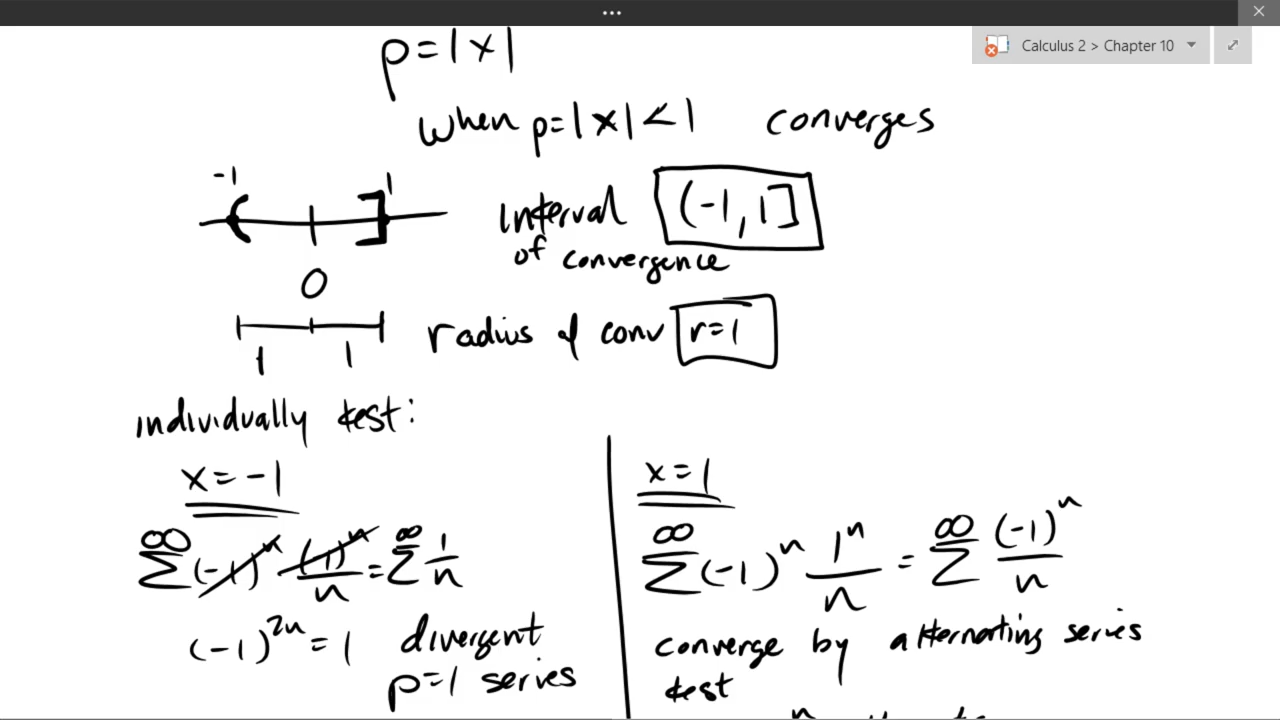 Calculus 2 > Chapter 10
p=|x|
when p=|x|<1 converges
-1 1
interval (-1,1]
of convergence
0
radius of conv r=1
1 1
individually test:
x=-1
∞ ∑ (-1)^n (-1)^n/n = ∞ ∑ 1/n
(-1)^2n = 1 divergent
p=1 series
x=1
∞ ∑ (-1)^n 1^n/n = ∞ ∑ (-1)^n/n
converge by alternating series
test